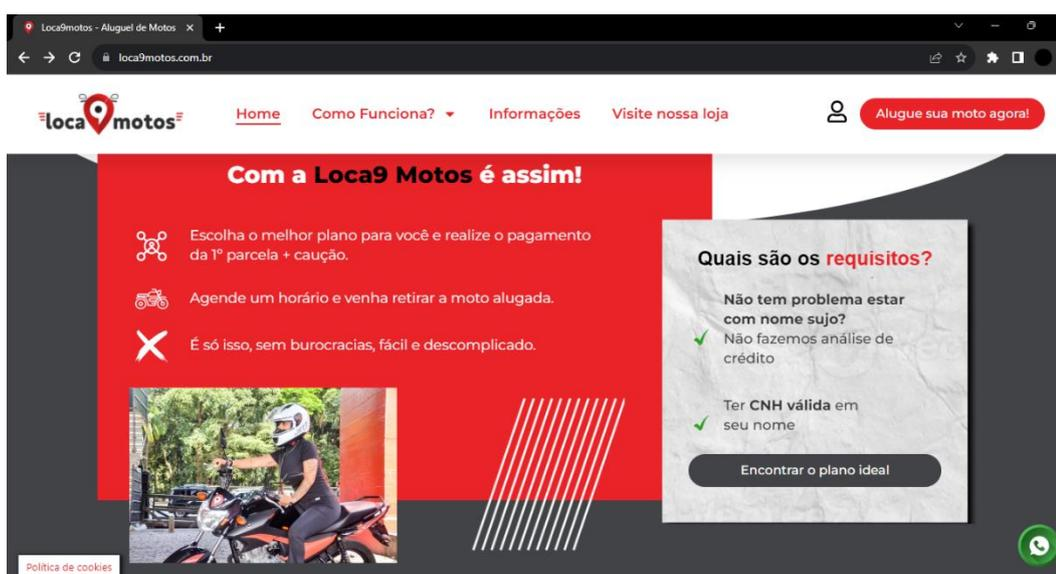 Loca9motos - Aluguel de Motos
loca9motos.com.br
loca motos
Home
Como Funciona?
Informações
Visite nossa loja
Alugue sua moto agora!
Com a Loca9 Motos é assim!
Escolha o melhor plano para você e realize o pagamento
da 1º parcela + caução.
Agende um horário e venha retirar a moto alugada.
É só isso, sem burocracias, fácil e descomplicado.
Quais são os requisitos?
Não tem problema estar
com nome sujo?
Não fazemos análise de
crédito
Ter CNH válida em
seu nome
Encontrar o plano ideal
Política de cookies